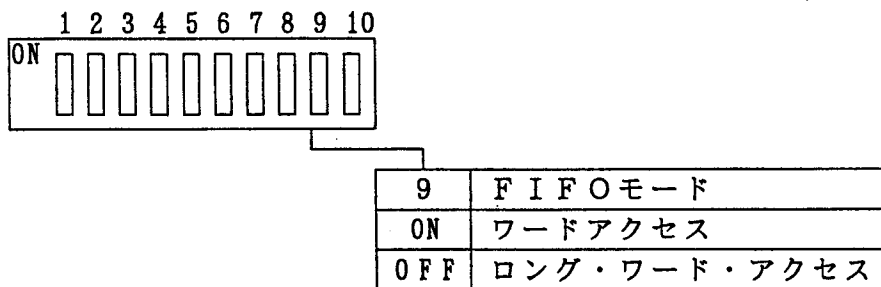 1 2 3 4 5 6 7 8 9 10
ON
9 FIFOモード
ON ワードアクセス
OFF ロング・ワード・アクセス